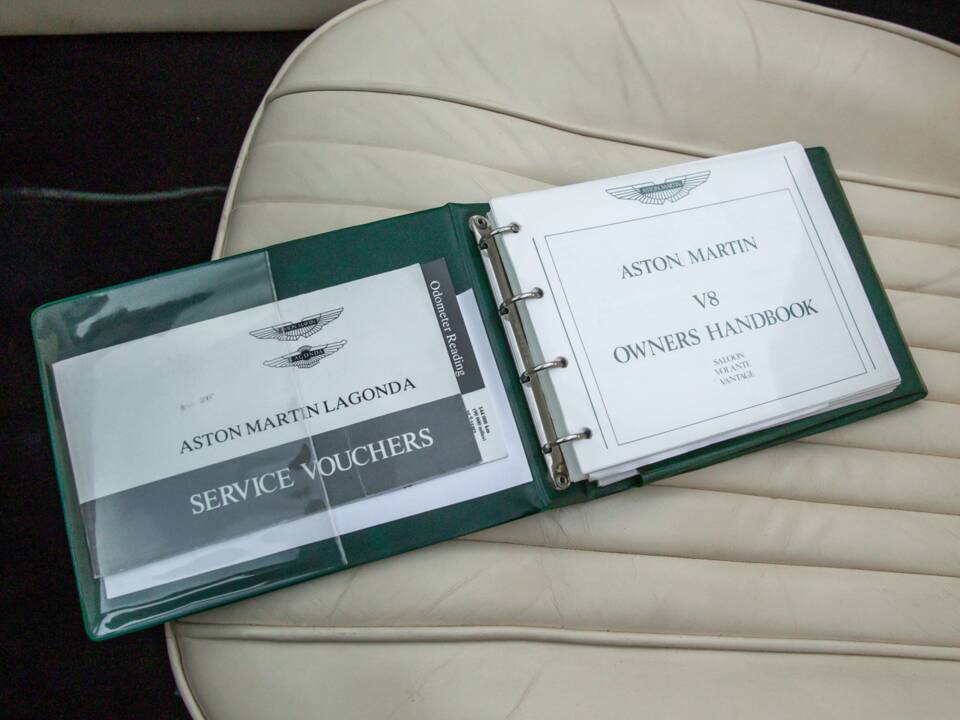 ASTON MARTIN
LAGONDA
ASTON MARTIN LAGONDA
SERVICE VOUCHERS
Odometer Reading
ASTON MARTIN
ASTON MARTIN
V8
OWNERS HANDBOOK
SALOON
VOLANTE
VANTAGE